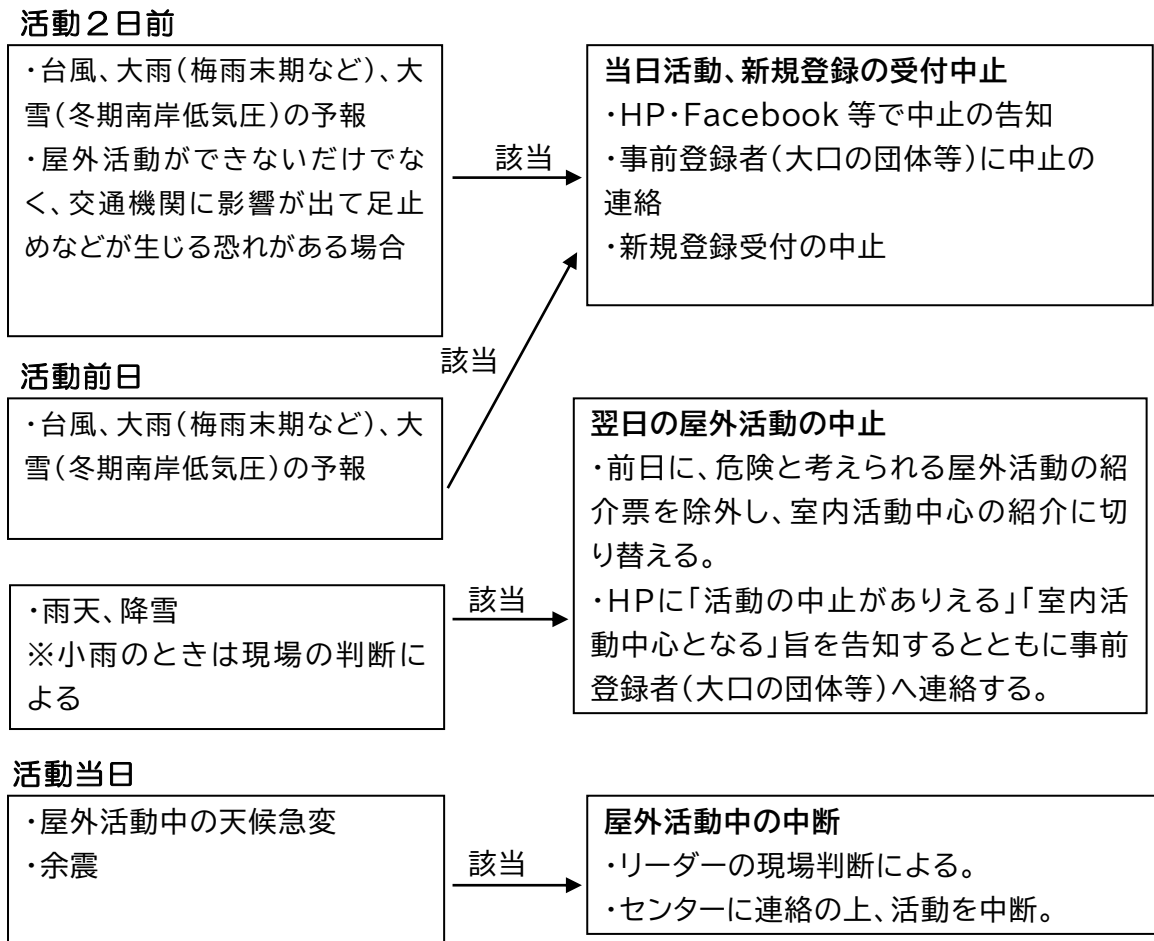 活動２日前
・台風、大雨(梅雨末期など)、大
雪(冬期南岸低気圧)の予報
・屋外活動ができないだけでな
く、交通機関に影響が出て足止
めなどが生じる恐れがある場合
該当
当日活動、新規登録の受付中止
・HP・Facebook 等で中止の告知
・事前登録者(大口の団体等)に中止の
連絡
・新規登録受付の中止
活動前日
・台風、大雨(梅雨末期など)、大
雪(冬期南岸低気圧)の予報
該当
・雨天、降雪
※小雨のときは現場の判断に
よる
該当
翌日の屋外活動の中止
・前日に、危険と考えられる屋外活動の紹
介票を除外し、室内活動中心の紹介に切
り替える。
・HPに「活動の中止がありえる」「室内活
動中心となる」旨を告知するとともに事前
登録者(大口の団体等)へ連絡する。
活動当日
・屋外活動中の天候急変
・余震
該当
屋外活動中の中断
・リーダーの現場判断による。
・センターに連絡の上、活動を中断。